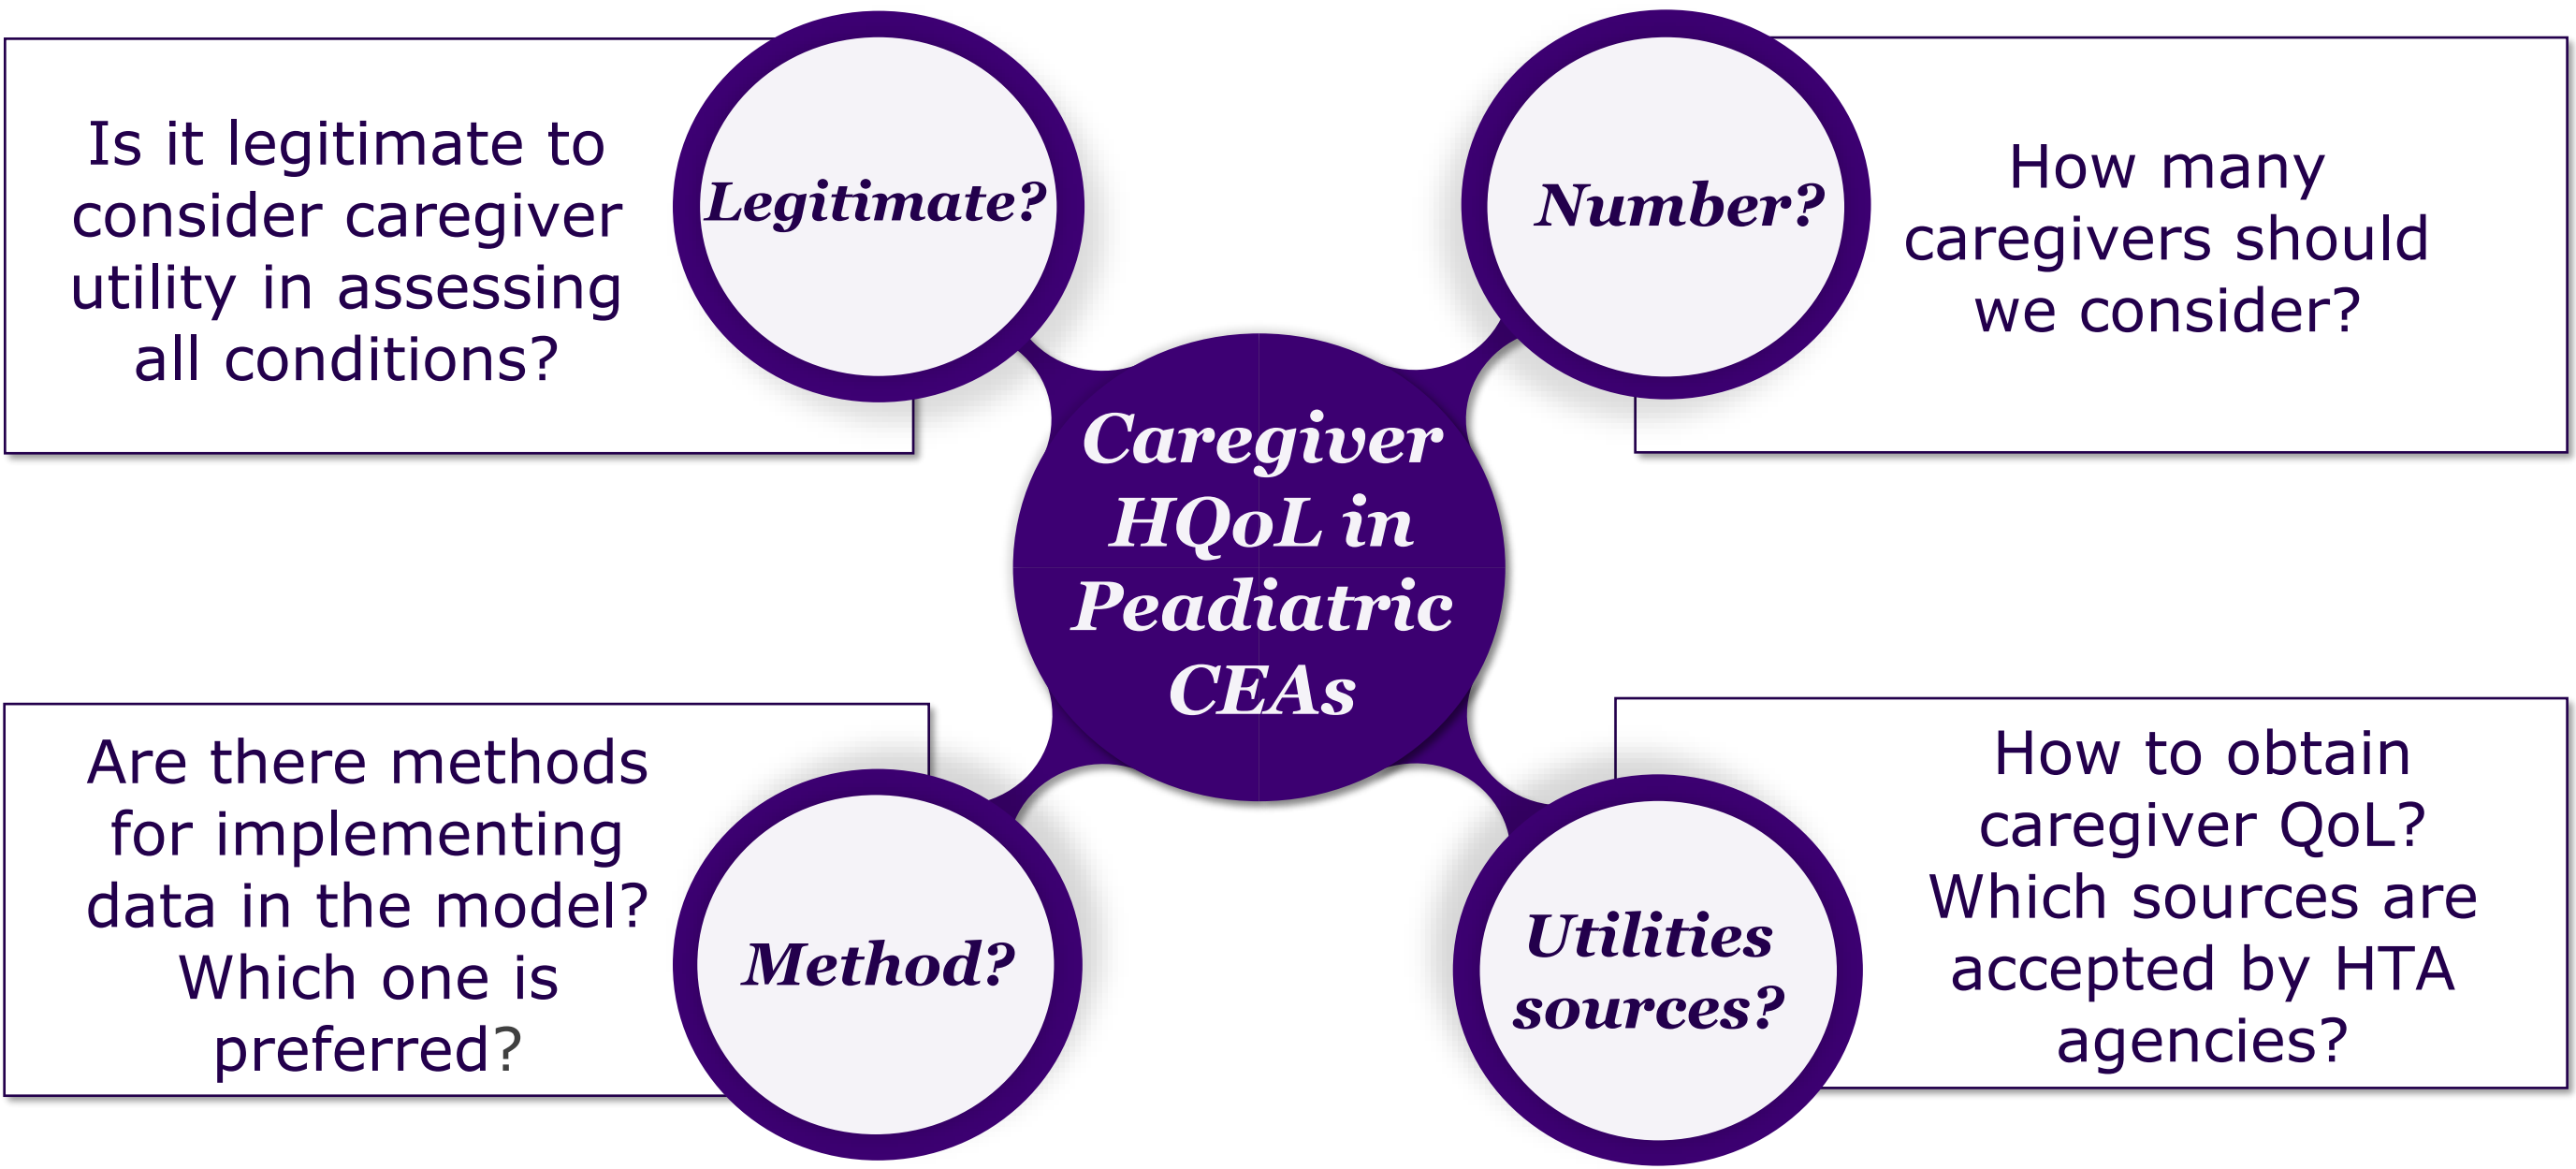 Is it legitimate to
consider caregiver
utility in assessing
all conditions?
Legitimate?
Number?
How many
caregivers should
we consider?
Caregiver
HQoL in
Peadiatric
CEAs
Are there methods
for implementing
data in the model?
Which one is
preferred?
Method?
Utilities
sources?
How to obtain
caregiver QoL?
Which sources are
accepted by HTA
agencies?